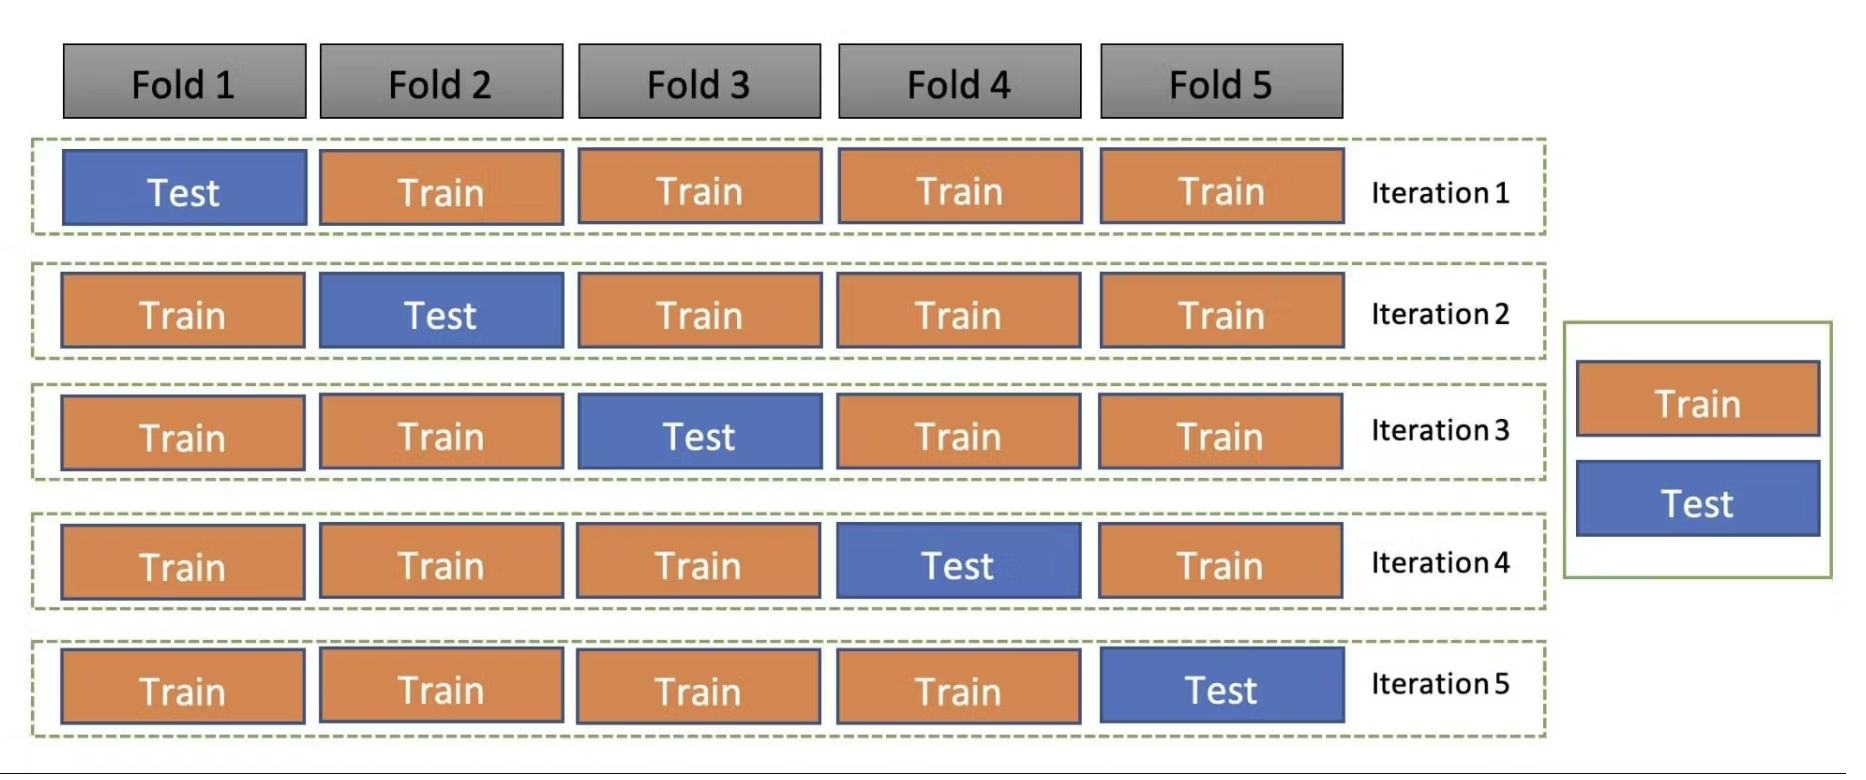 Fold 1 Fold 2 Fold 3 Fold 4 Fold 5
Test Train Train Train Train Iteration 1
Train Test Train Train Train Iteration 2
Train Train Test Train Train Iteration 3
Train Train Train Test Train Iteration 4
Train Train Train Train Test Iteration 5
Train
Test